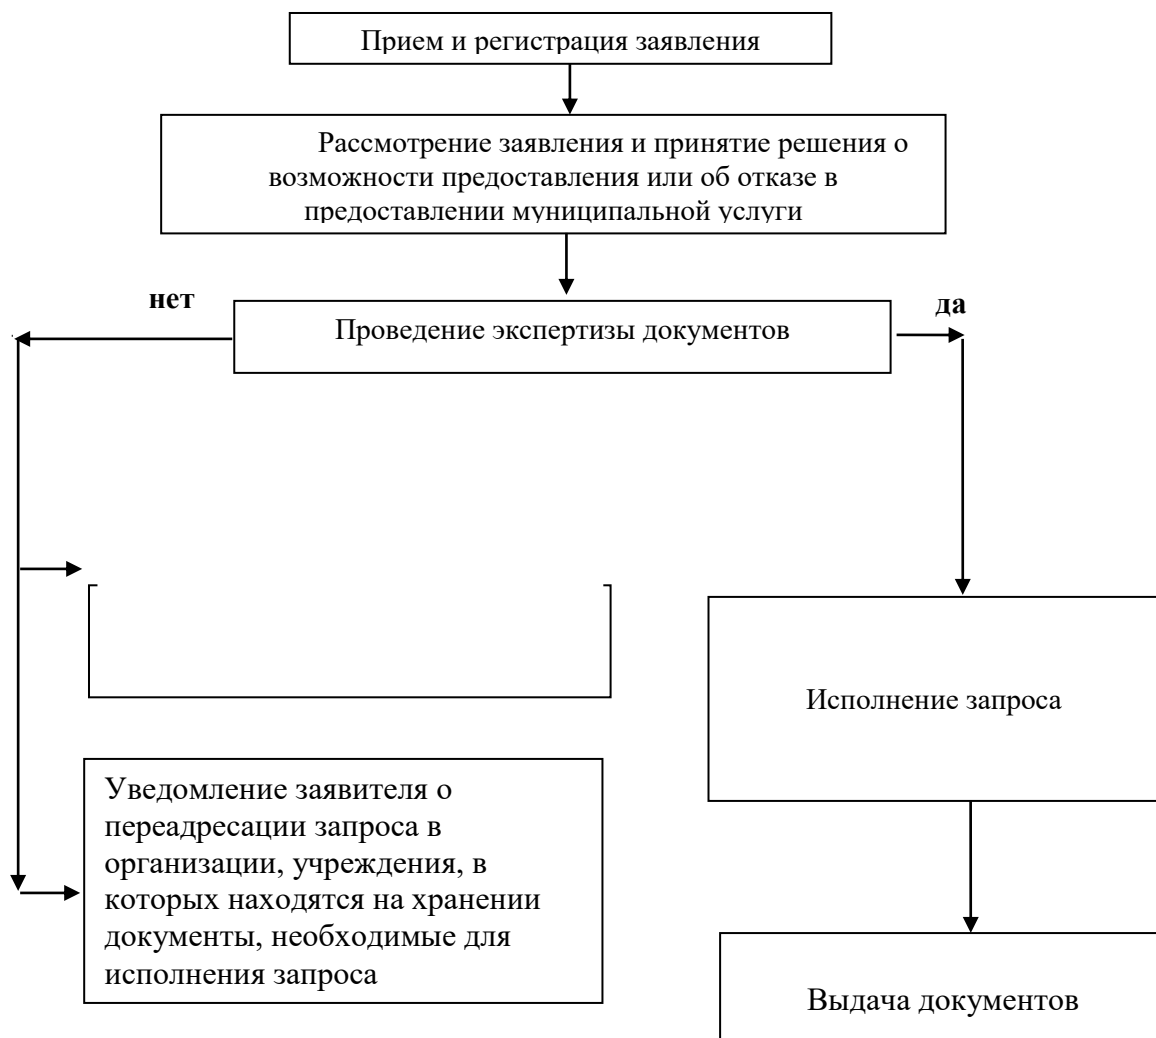 Прием и регистрация заявления
Рассмотрение заявления и принятие решения о
возможности предоставления или об отказе в
предоставлении муниципальной услуги
нет
да
Проведение экспертизы документов
Исполнение запроса
Уведомление заявителя о
переадресации запроса в
организации, учреждения, в
которых находятся на хранении
документы, необходимые для
исполнения запроса
Выдача документов